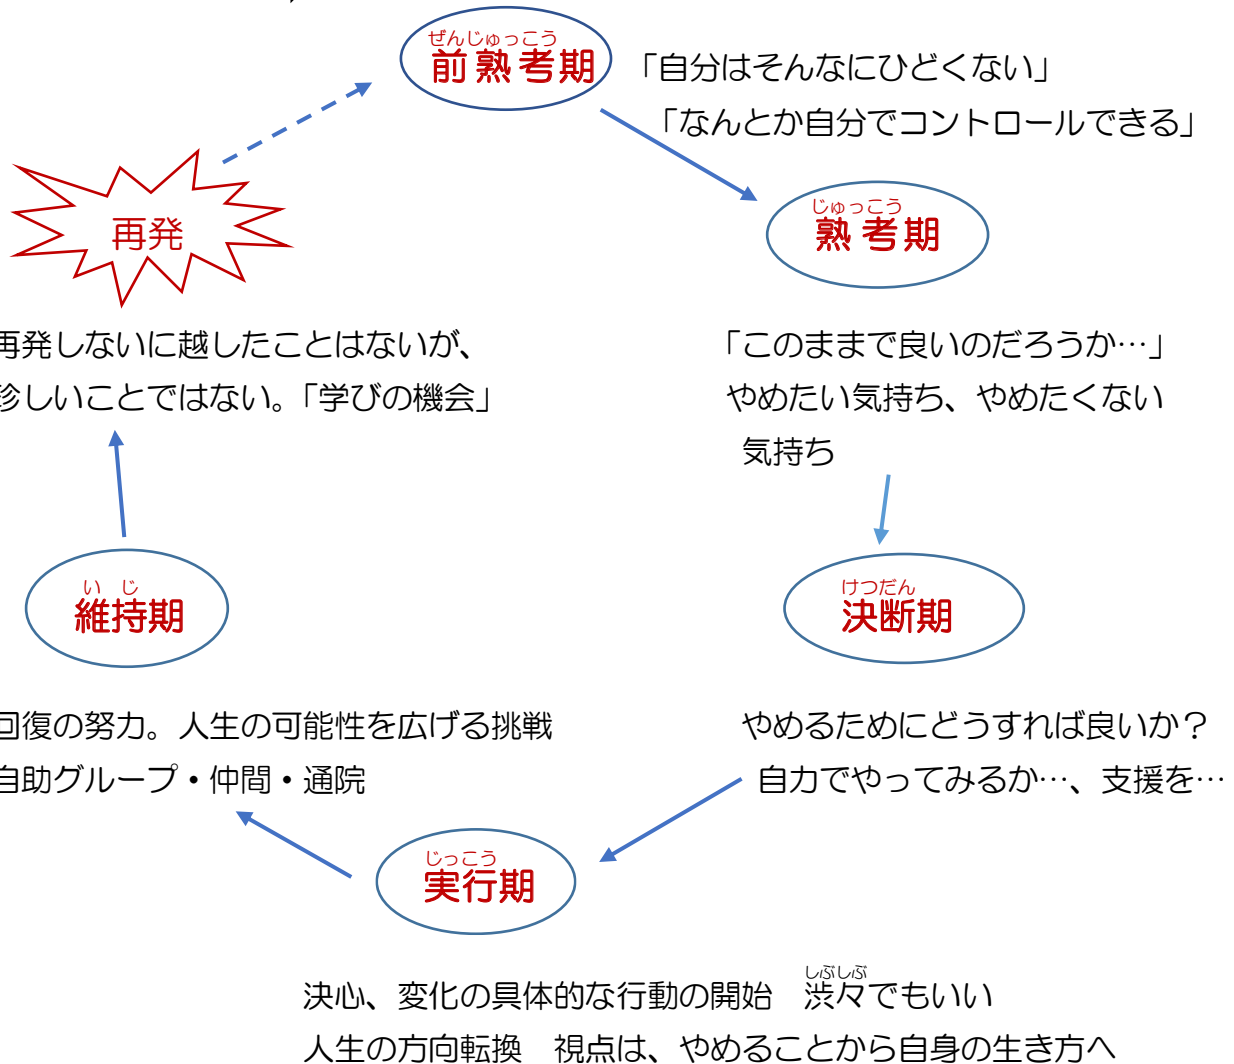 ぜんじゅっこう
前熟考期
「自分はそんなにひどくない」
「なんとか自分でコントロールできる」
じゅっこう
熟考期
再発
再発しないに越したことはないが、
珍しいことではない。「学びの機会」
「このままで良いのだろうか…」
やめたい気持ち、やめたくない
気持ち
いじ
維持期
けつだん
決断期
回復の努力。人生の可能性を広げる挑戦
自助グループ・仲間・通院
やめるためにどうすれば良いか？
自力でやってみるか…、支援を…
じっこう
実行期
しぶしぶ
決心、変化の具体的な行動の開始　渋々でもいい
人生の方向転換　視点は、やめることから自身の生き方へ